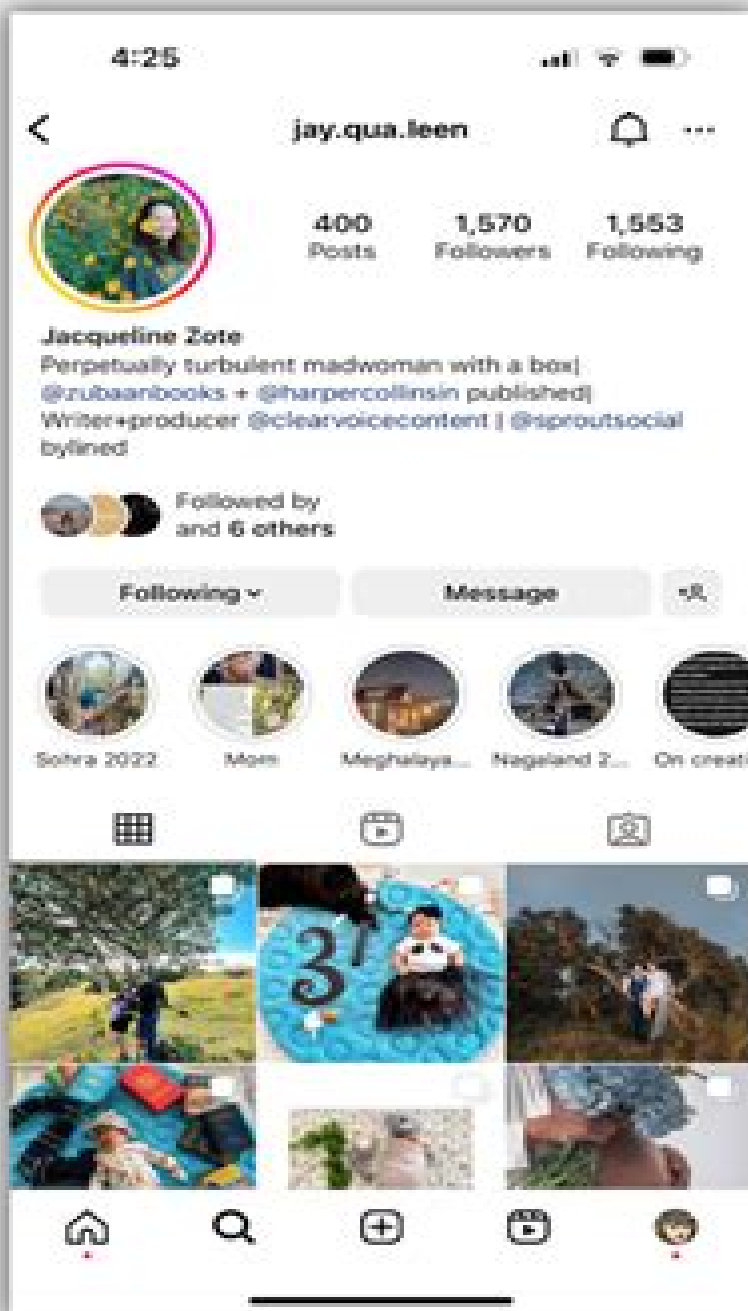 4:25
jay.qua.leen
400
1,570
1,553
Posts
Followers
Following
Jacqueline Zote
Perpetually turbulent madwoman with a box|
@zubaanbooks + @harpercollinsin published|
Writer+producer @clearvoicecontent | @sproutsocial
bylined
Followed by
and 6 others
Following
Message
Sohra 2022
Mom
Meghalaya...
Nagaland 2...
On creati
3